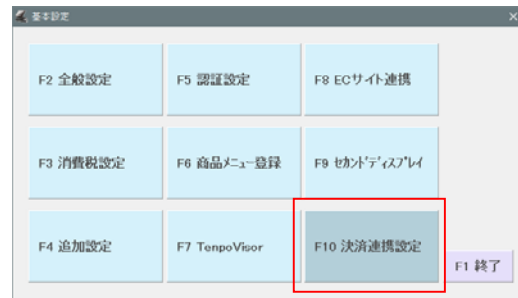 基本設定
F2 全般設定
F5 認証設定
F8 ECサイト連携
F3 消費税設定
F6 商品ﾒﾆｭｰ登録
F9 ｾｶﾝﾄﾞﾃﾞｨｽﾌﾟﾚｲ
F4 追加設定
F7 TenpoVisor
F10 決済連携設定
F1 終了